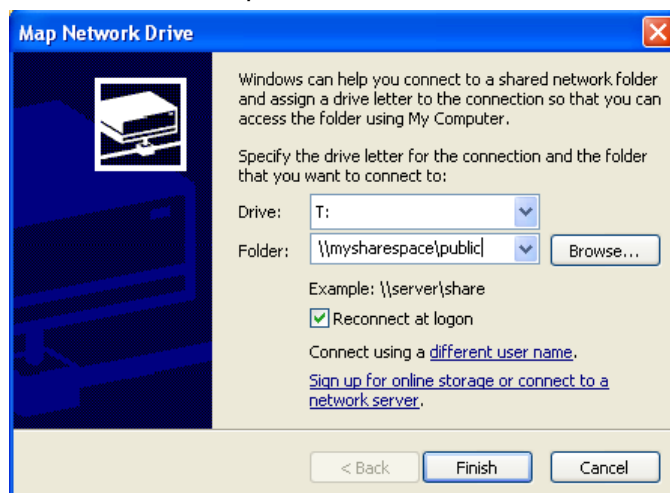 Map Network Drive
Windows can help you connect to a shared network folder
and assign a drive letter to the connection so that you can
access the folder using My Computer.
Specify the drive letter for the connection and the folder
that you want to connect to:
Drive: T:
Folder: \\mysharespace\public Browse...
Example: \\server\share
Reconnect at logon
Connect using a different user name.
Sign up for online storage or connect to a
network server.
< Back Finish Cancel